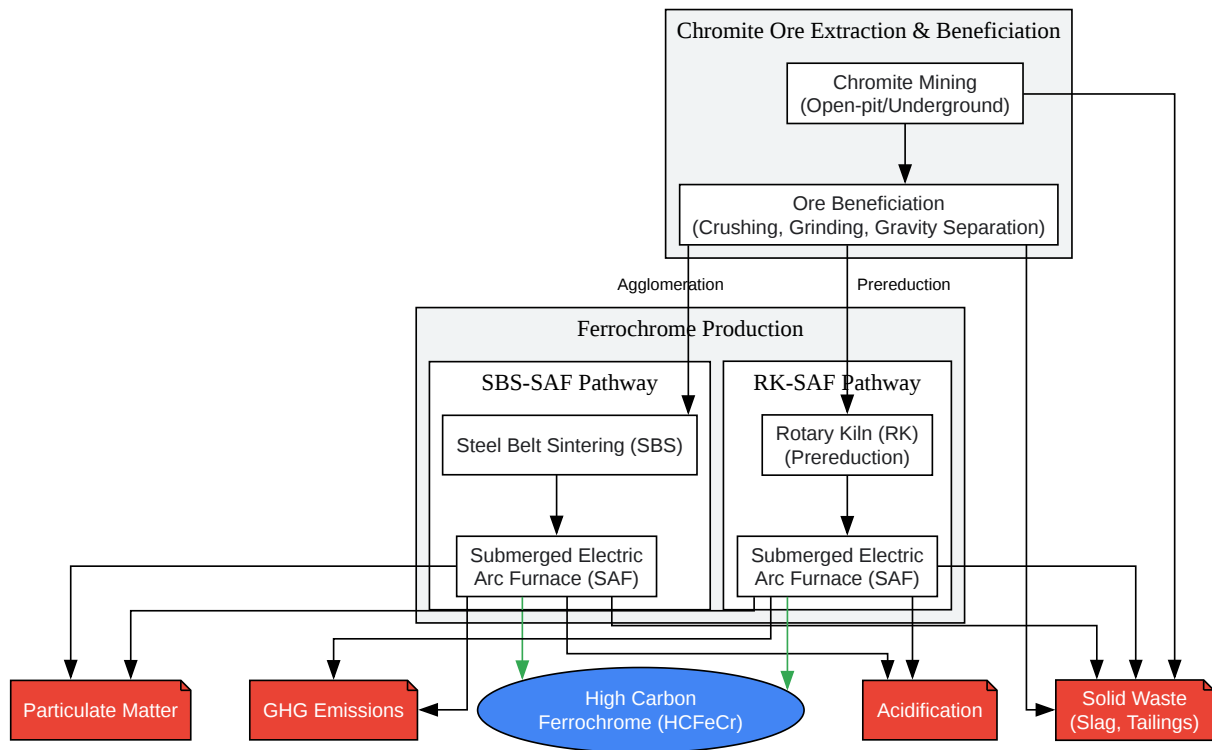 Chromite Ore Extraction & Beneficiation
Chromite Mining
(Open-pit/Underground)
Ore Beneficiation
(Crushing, Grinding, Gravity Separation)
Agglomeration
Prereduction
Ferrochrome Production
SBS-SAF Pathway
RK-SAF Pathway
Steel Belt Sintering (SBS)
Rotary Kiln (RK)
(Prereduction)
Submerged Electric
Arc Furnace (SAF)
Submerged Electric
Arc Furnace (SAF)
Particulate Matter
GHG Emissions
High Carbon
Ferrochrome (HCFeCr)
Acidification
Solid Waste
(Slag, Tailings)